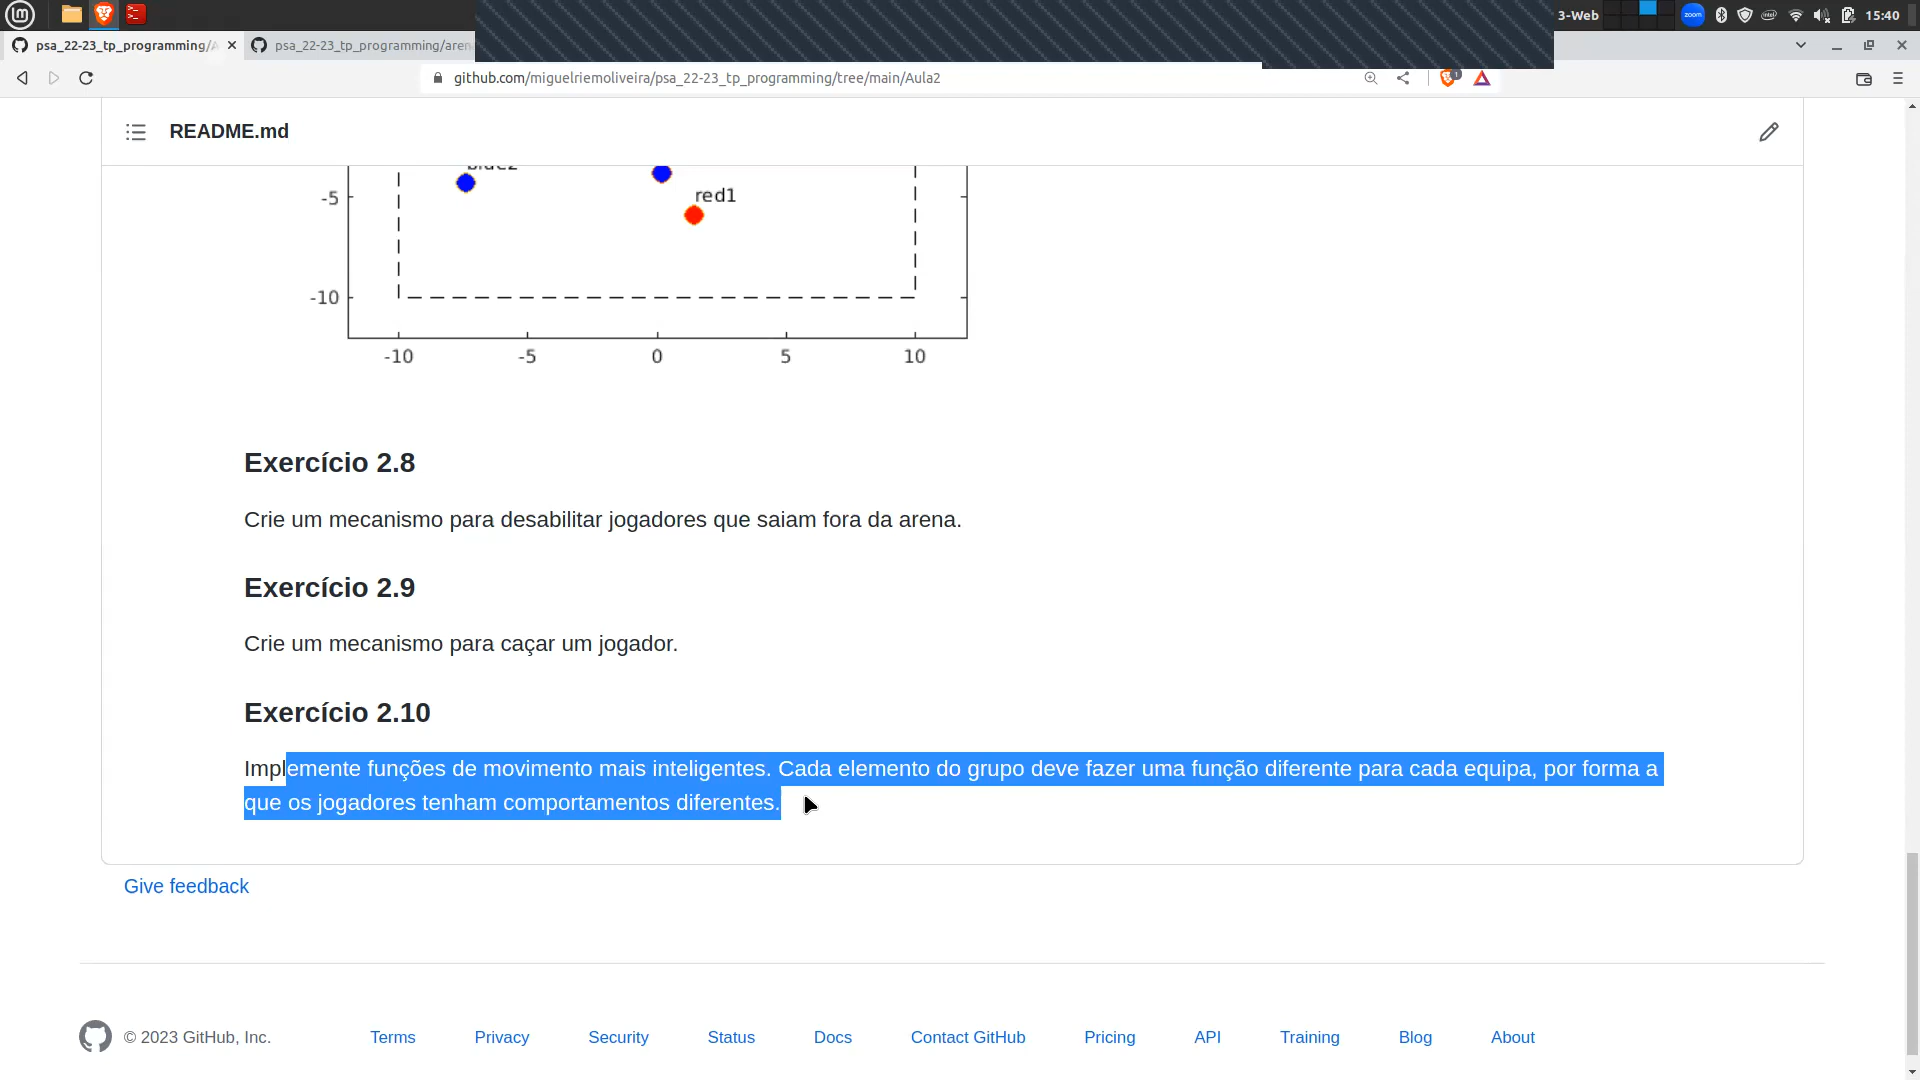 3-Web
zoom
15:40
psa_22-23_tp_programming/A
psa_22-23_tp_programming/aren
github.com/miguelriemoliveira/psa_22-23_tp_programming/tree/main/Aula2
1
README.md
blue2
-5
red1
-10
-10 -5 0 5 10
Exercício 2.8
Crie um mecanismo para desabilitar jogadores que saiam fora da arena.
Exercício 2.9
Crie um mecanismo para caçar um jogador.
Exercício 2.10
Implemente funções de movimento mais inteligentes. Cada elemento do grupo deve fazer uma função diferente para cada equipa, por forma a
que os jogadores tenham comportamentos diferentes.
Give feedback
© 2023 GitHub, Inc. Terms Privacy Security Status Docs Contact GitHub Pricing API Training Blog About